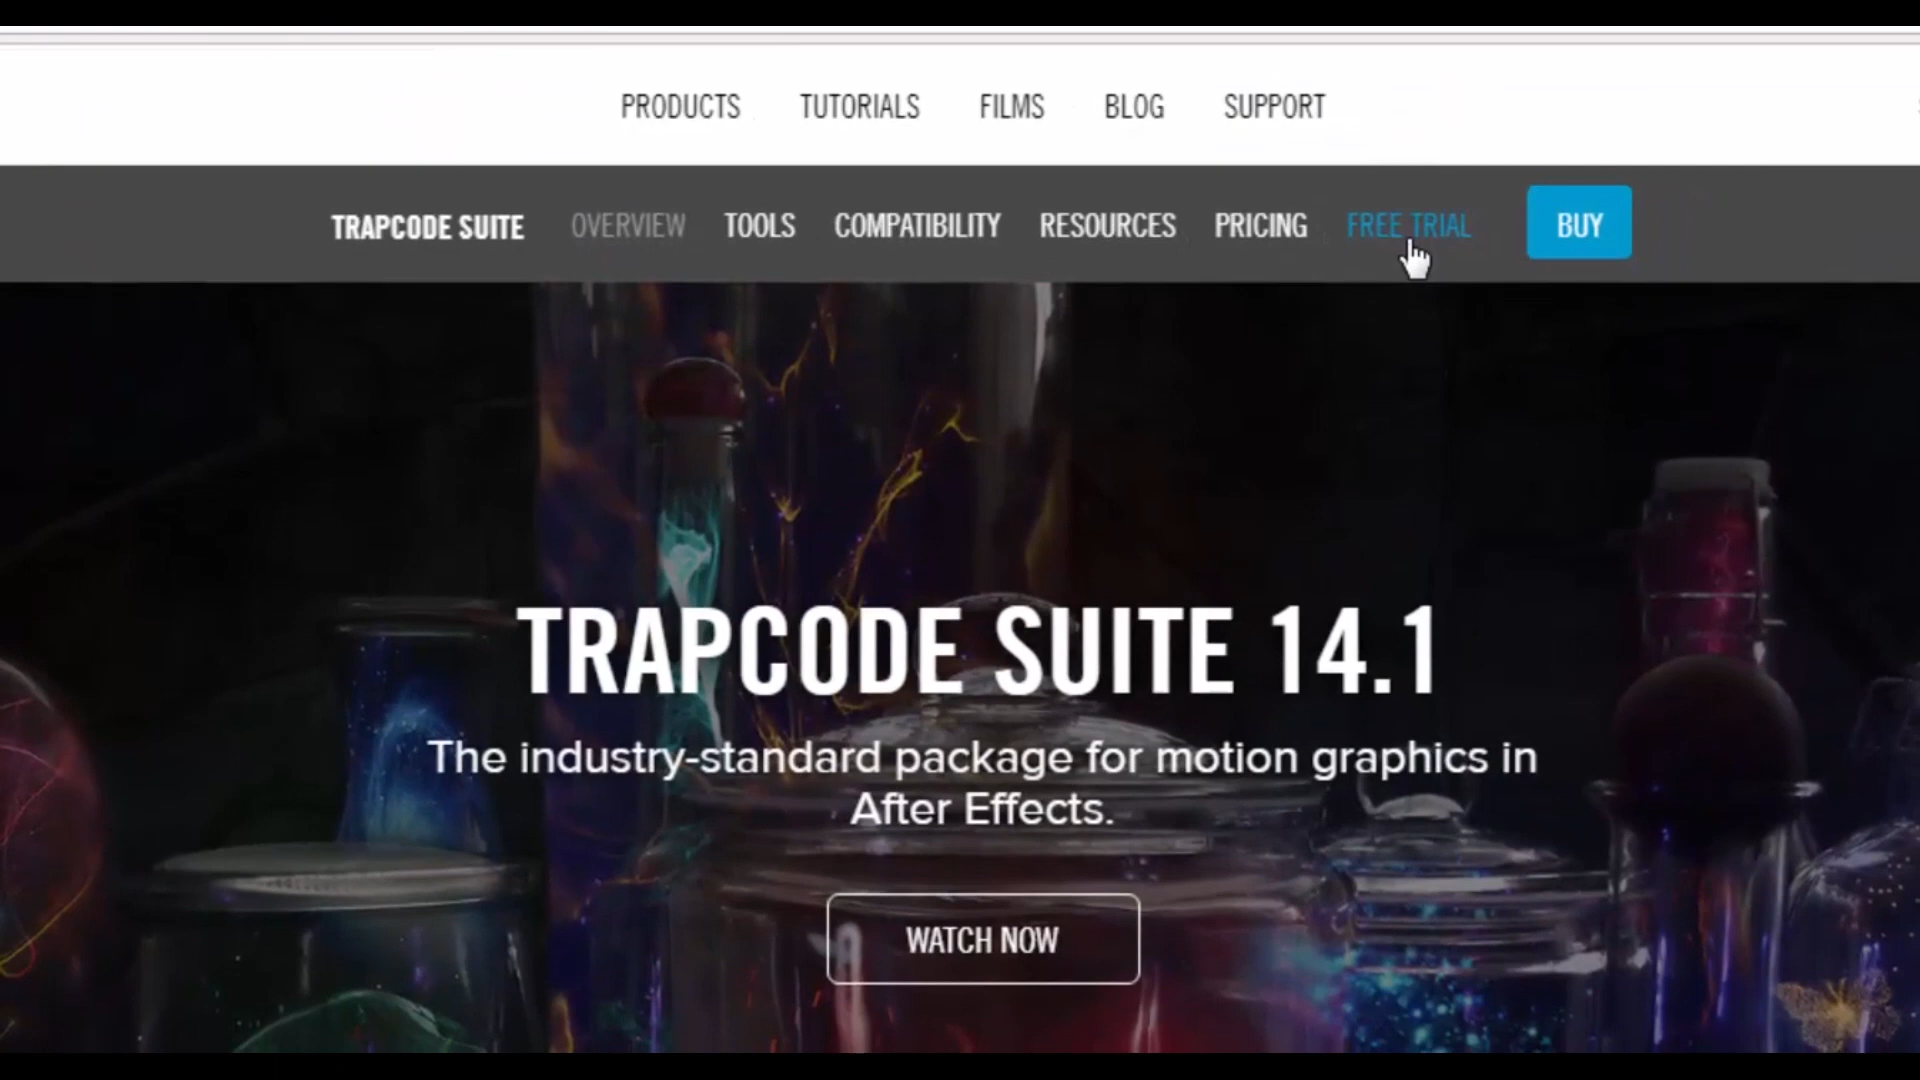 PRODUCTS TUTORIALS FILMS BLOG SUPPORT
TRAPCODE SUITE OVERVIEW TOOLS COMPATIBILITY RESOURCES PRICING FREE TRIAL BUY
TRAPCODE SUITE 14.1
The industry-standard package for motion graphics in
After Effects.
WATCH NOW